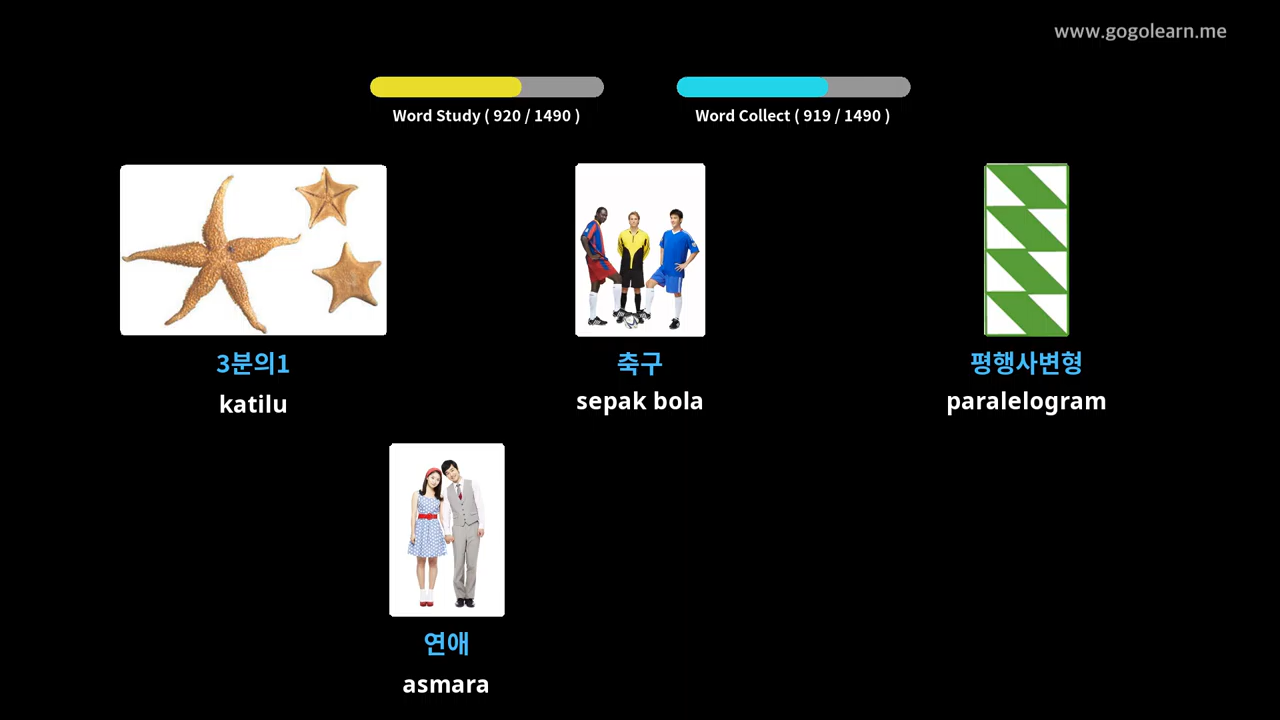 www.gogolearn.me
Word Study ( 920 / 1490 )
Word Collect ( 919 / 1490 )
3분의1
katilu
축구
sepak bola
평행사변형
paralelogram
연애
asmara